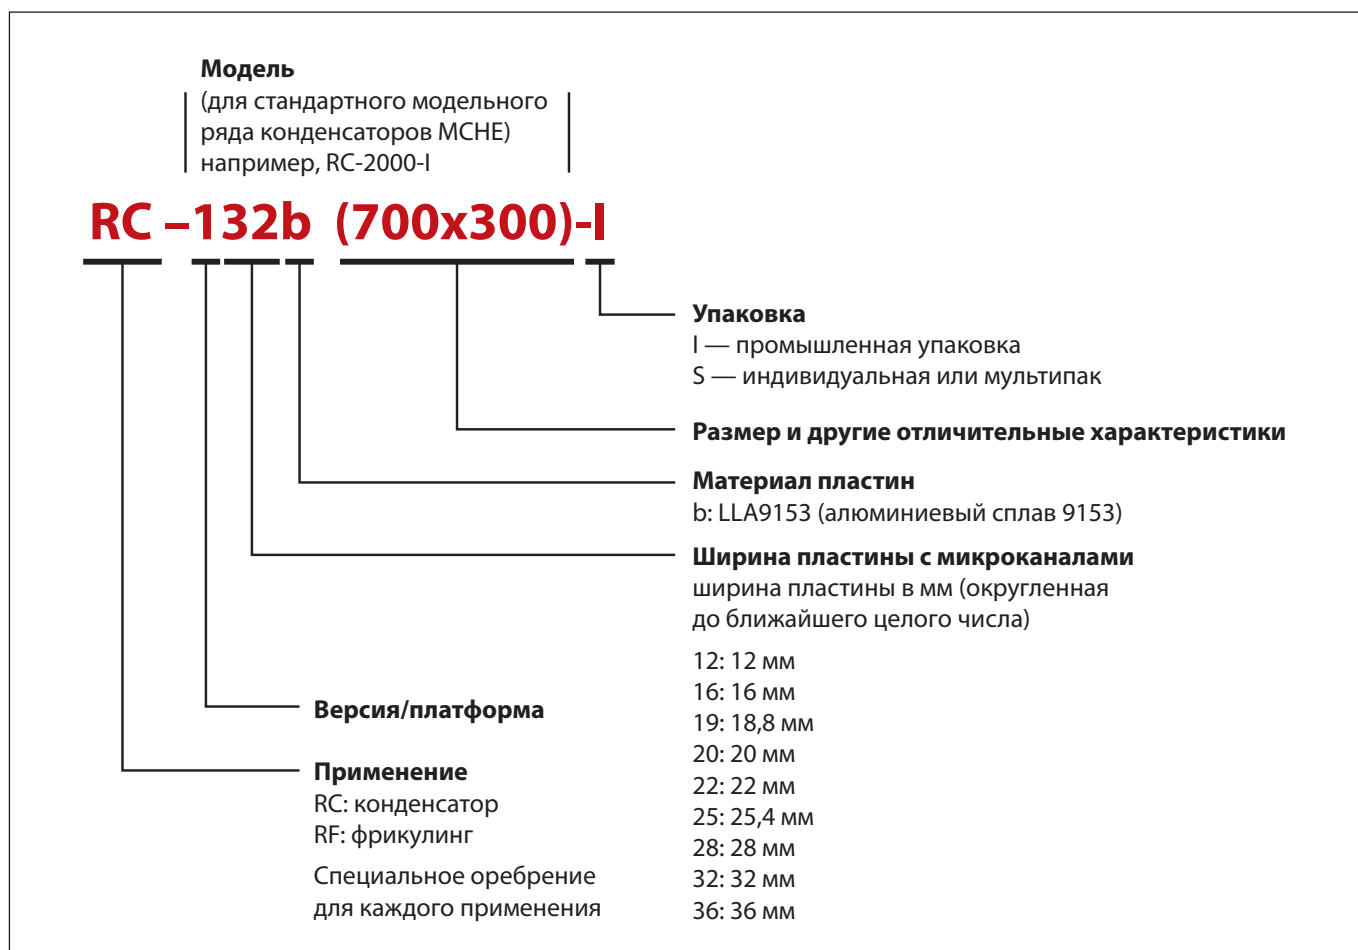 Модель
(для стандартного модельного
ряда конденсаторов MCHE)
например, RC-2000-I
RC –132b (700x300)-I
Упаковка
I — промышленная упаковка
S — индивидуальная или мультипак
Размер и другие отличительные характеристики
Материал пластин
b: LLA9153 (алюминиевый сплав 9153)
Ширина пластины с микроканалами
ширина пластины в мм (округленная
до ближайшего целого числа)
12: 12 мм
16: 16 мм
19: 18,8 мм
20: 20 мм
22: 22 мм
25: 25,4 мм
28: 28 мм
32: 32 мм
36: 36 мм
Версия/платформа
Применение
RC: конденсатор
RF: фрикулинг
Специальное оребрение
для каждого применения